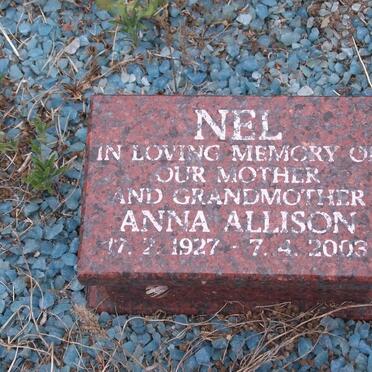 NEL
IN LOVING MEMORY OF
OUR MOTHER
AND GRANDMOTHER
ANNA ALLISON
17. 2. 1927 - 7. 4. 2003